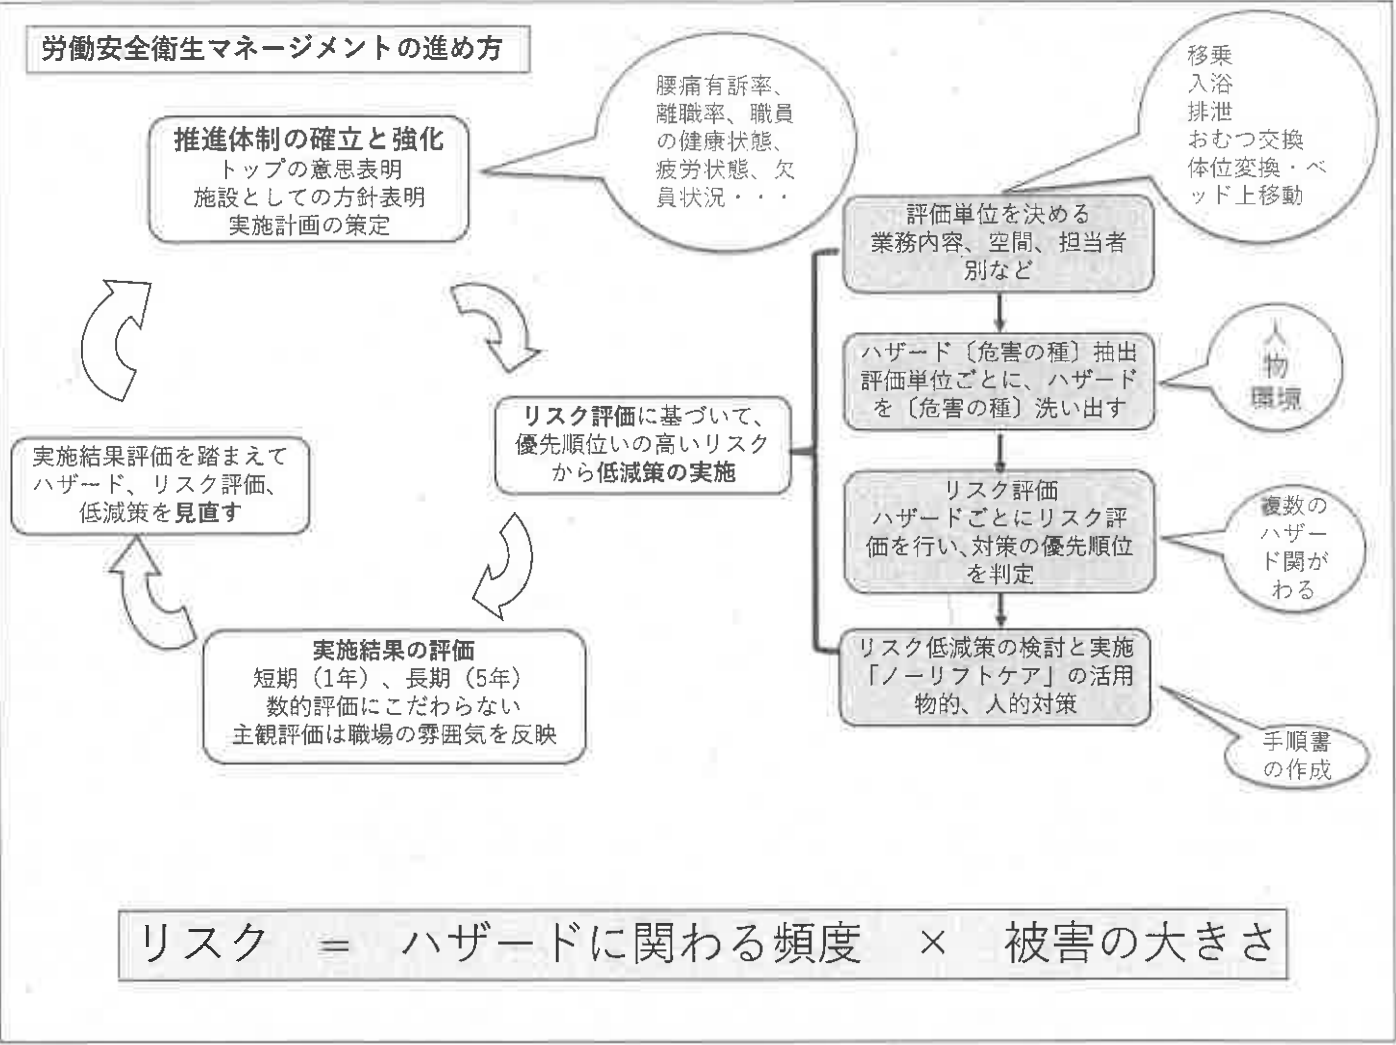 労働安全衛生マネージメントの進め方
推進体制の確立と強化
トップの意思表明
施設としての方針表明
実施計画の策定
腰痛有訴率、
離職率、職員
の健康状態、
疲労状態、欠
員状況・・・
移乗
入浴
排泄
おむつ交換
体位変換・ベ
ッド上移動
評価単位を決める
業務内容、空間、担当者
別など
ハザード〔危害の種〕抽出
評価単位ごとに、ハザード
を〔危害の種〕洗い出す
人
物
環境
リスク評価に基づいて、
優先順位いの高いリスク
から低減策の実施
実施結果評価を踏まえて
ハザード、リスク評価、
低減策を見直す
リスク評価
ハザードごとにリスク評
価を行い、対策の優先順位
を判定
複数の
ハザー
ド関が
わる
実施結果の評価
短期（1年）、長期（5年）
数的評価にこだわらない
主観評価は職場の雰囲気を反映
リスク低減策の検討と実施
「ノーリフトケア」の活用
物的、人的対策
手順書
の作成
リスク ＝ ハザードに関わる頻度 × 被害の大きさ